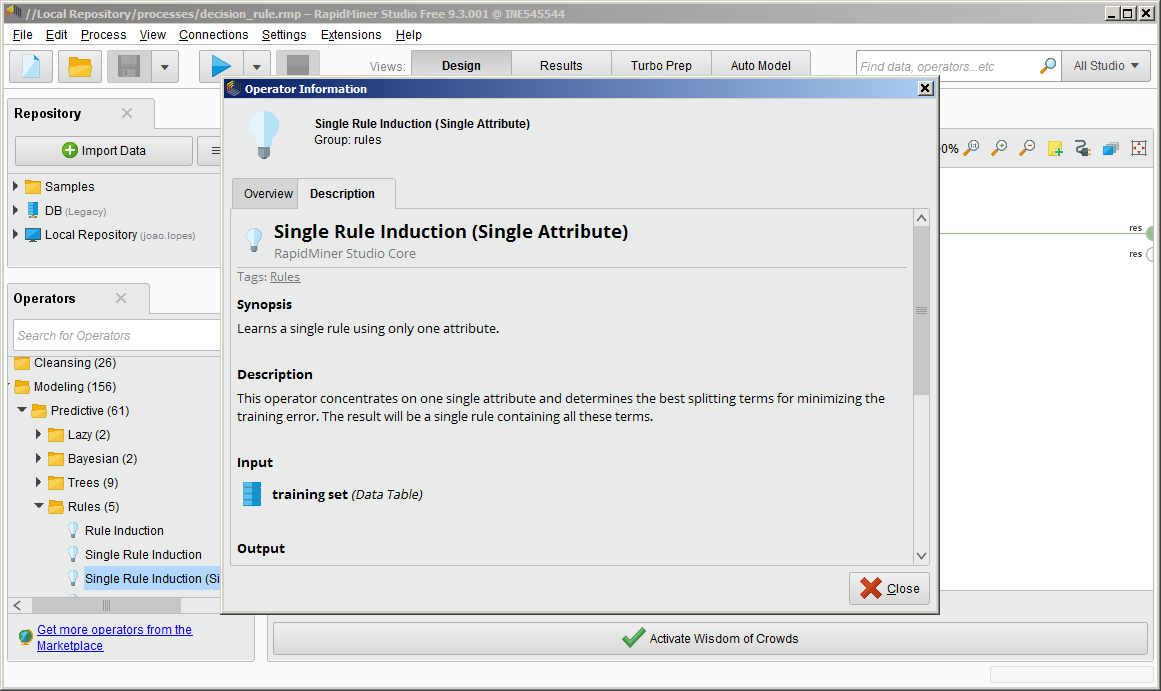 //Local Repository/processes/decision_rule.rmp – RapidMiner Studio Free 9.3.001 @ INE545544
File Edit Process View Connections Settings Extensions Help
Views: Design Results Turbo Prep Auto Model Find data, operators...etc All Studio
Operator Information
Repository
Import Data
Single Rule Induction (Single Attribute)
Group: rules
0%
Samples
DB (Legacy)
Local Repository (joao.lopes)
Overview Description
Single Rule Induction (Single Attribute)
RapidMiner Studio Core
Tags: Rules
Synopsis
Learns a single rule using only one attribute.
Description
This operator concentrates on one single attribute and determines the best splitting terms for minimizing the
training error. The result will be a single rule containing all these terms.
Input
training set (Data Table)
Output
Close
res
res
Operators
Search for Operators
Cleansing (26)
Modeling (156)
Predictive (61)
Lazy (2)
Bayesian (2)
Trees (9)
Rules (5)
Rule Induction
Single Rule Induction
Single Rule Induction (Si
Get more operators from the
Marketplace
Activate Wisdom of Crowds